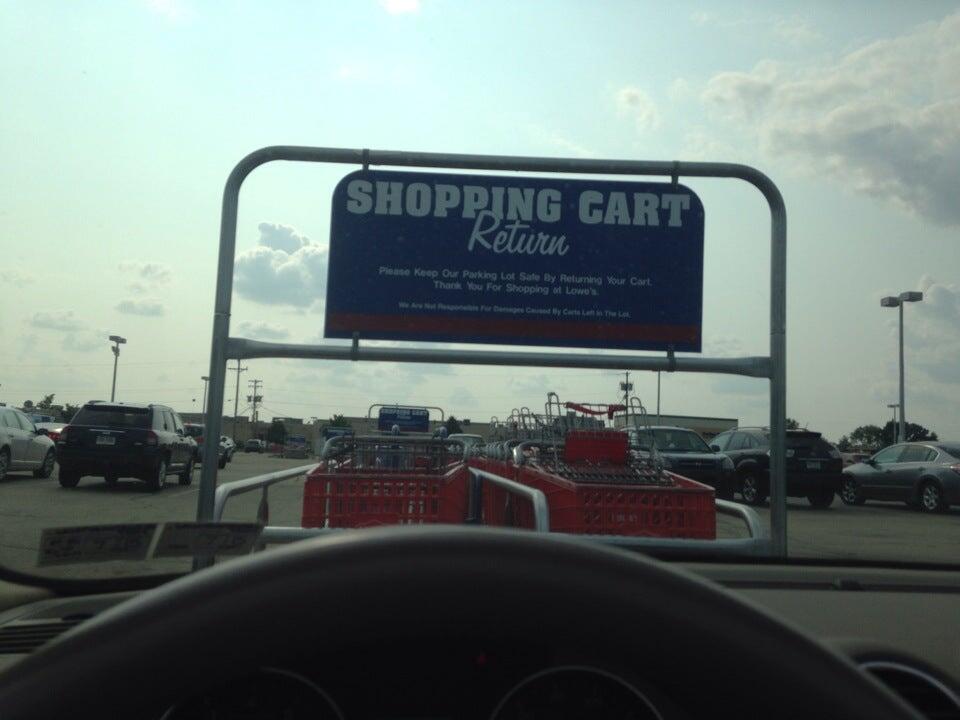 SHOPPING CART
Return
Please Keep Our Parking Lot Safe By Returning Your Cart.
Thank You For Shopping at Lowe's.
We Are Not Responsible For Damages Caused By Carts Left In The Lot.